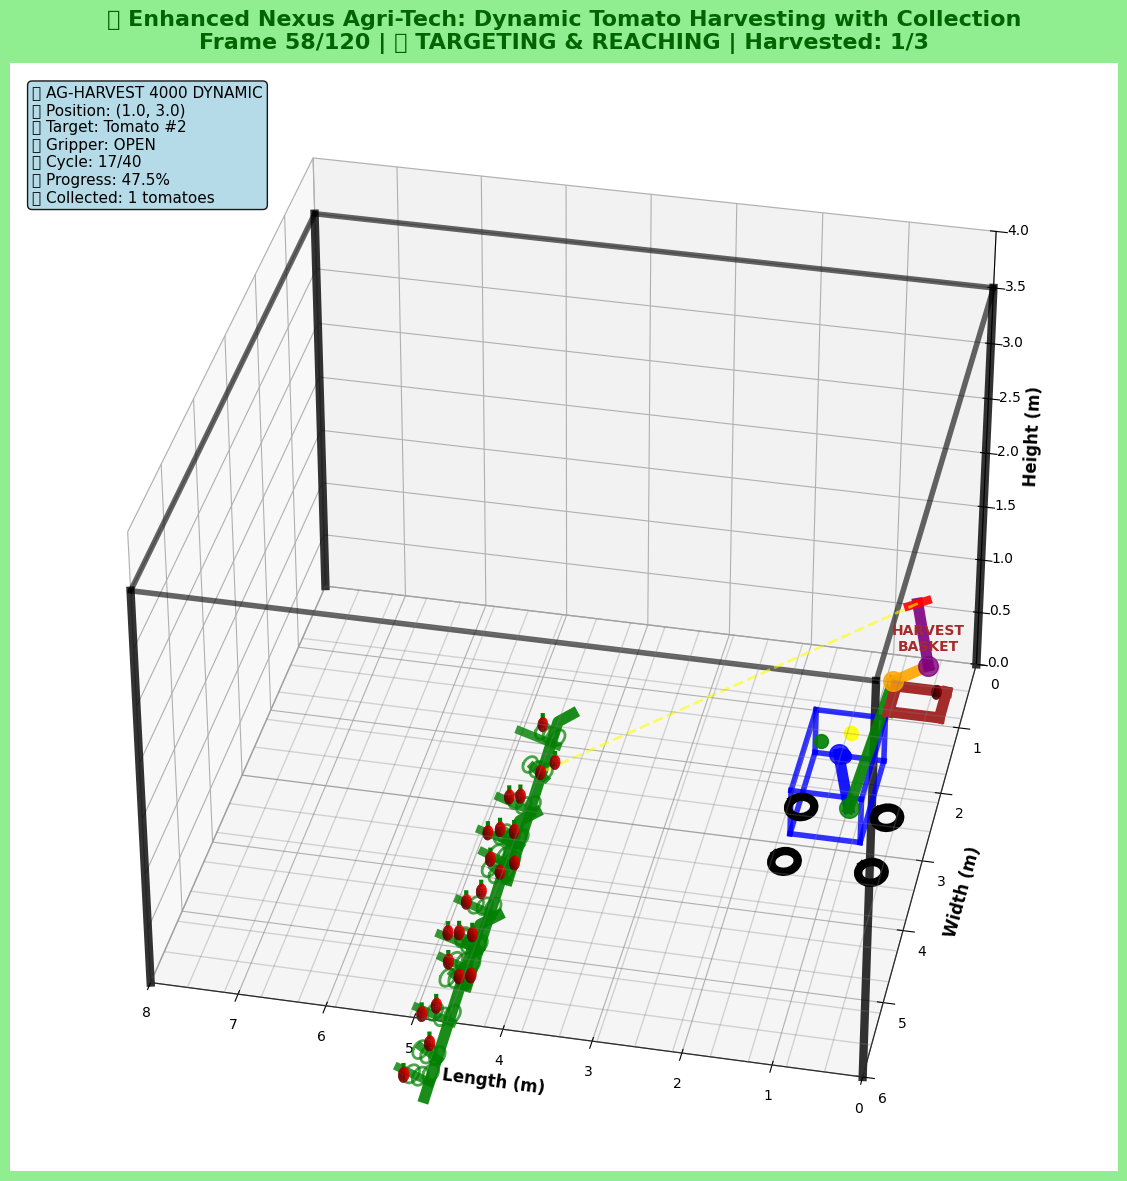 ▯ Enhanced Nexus Agri-Tech: Dynamic Tomato Harvesting with Collection
Frame 58/120 | ▯ TARGETING & REACHING | Harvested: 1/3
▯ AG-HARVEST 4000 DYNAMIC
▯ Position: (1.0, 3.0)
▯ Target: Tomato #2
▯ Gripper: OPEN
▯ Cycle: 17/40
▯ Progress: 47.5%
▯ Collected: 1 tomatoes
4.0
3.5
3.0
2.5
2.0
1.5
1.0
0.5
0.0
Height (m)
HARVEST
BASKET
0
1
2
3
4
5
6
Width (m)
8
7
6
5
4
3
2
1
0
Length (m)